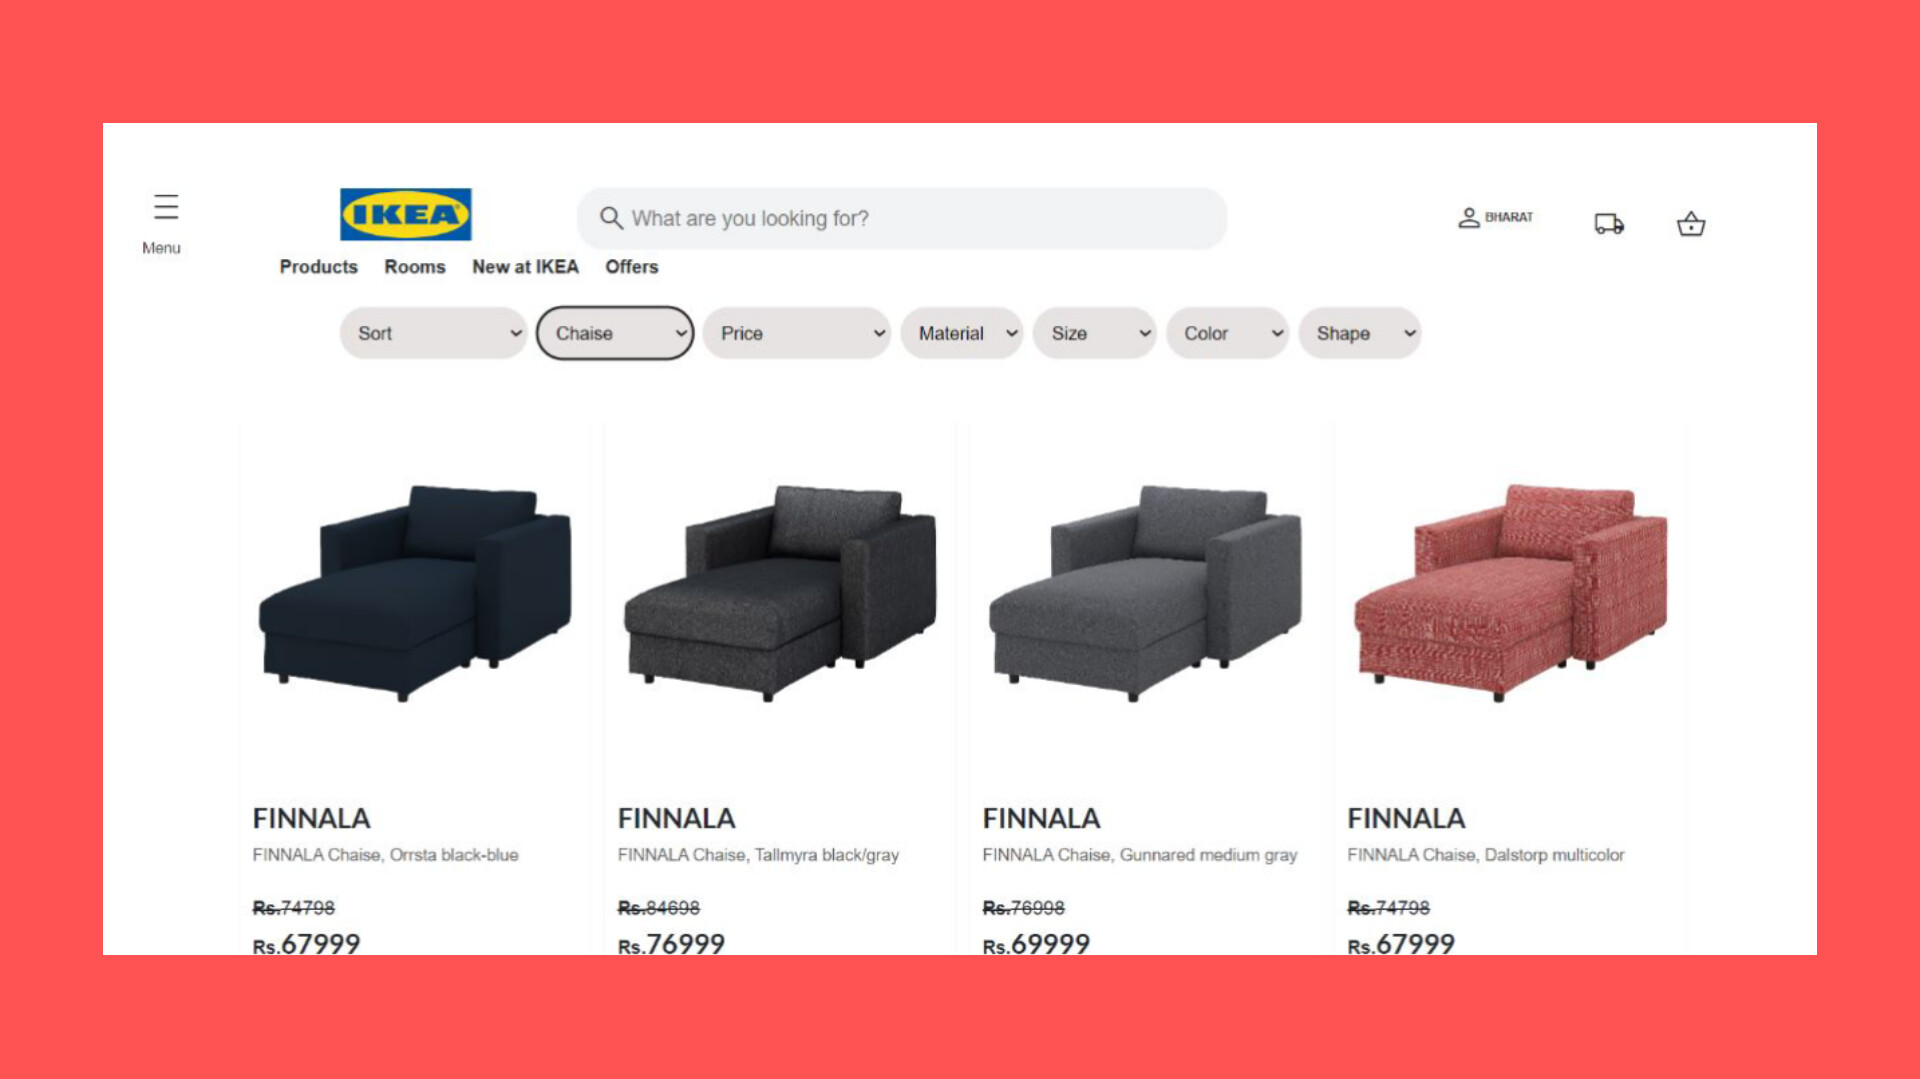 Menu
IKEA
What are you looking for?
BHARAT
Products Rooms New at IKEA Offers
Sort Chaise Price Material Size Color Shape
FINNALA
FINNALA Chaise, Orrsta black-blue
Rs.74798
Rs.67999
FINNALA
FINNALA Chaise, Tallmyra black/gray
Rs.84698
Rs.76999
FINNALA
FINNALA Chaise, Gunnared medium gray
Rs.76998
Rs.69999
FINNALA
FINNALA Chaise, Dalstorp multicolor
Rs.74798
Rs.67999